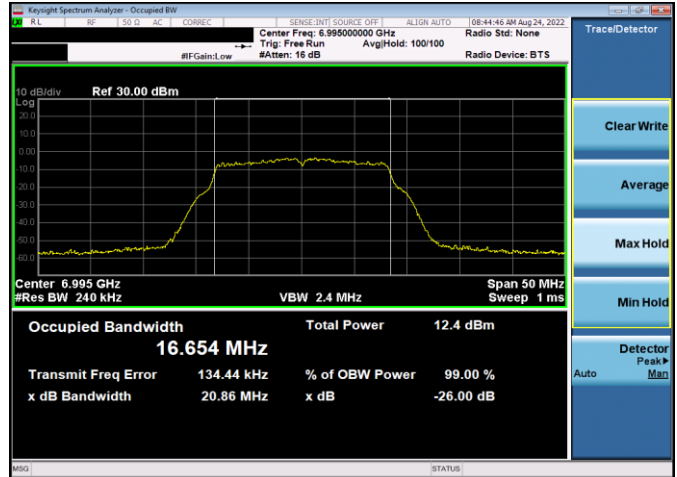 Keysight Spectrum Analyzer - Occupied BW
LXI RL RF 50 Ω AC CORREC SENSE:INT SOURCE OFF ALIGN AUTO 08:44:46 AM Aug 24, 2022
Center Freq: 6.995000000 GHz Radio Std: None
Trig: Free Run Avg|Hold: 100/100
#IFGain:Low #Atten: 16 dB Radio Device: BTS
Trace/Detector
10 dB/div Ref 30.00 dBm
Log
20.0
10.0
0.00
-10.0
-20.0
-30.0
-40.0
-50.0
-60.0
Center 6.995 GHz Span 50 MHz
#Res BW 240 kHz VBW 2.4 MHz Sweep 1 ms
Occupied Bandwidth Total Power 12.4 dBm
16.654 MHz
Transmit Freq Error 134.44 kHz % of OBW Power 99.00 %
x dB Bandwidth 20.86 MHz x dB -26.00 dB
Clear Write
Average
Max Hold
Min Hold
Detector
Peak▶
Auto Man
MSG STATUS